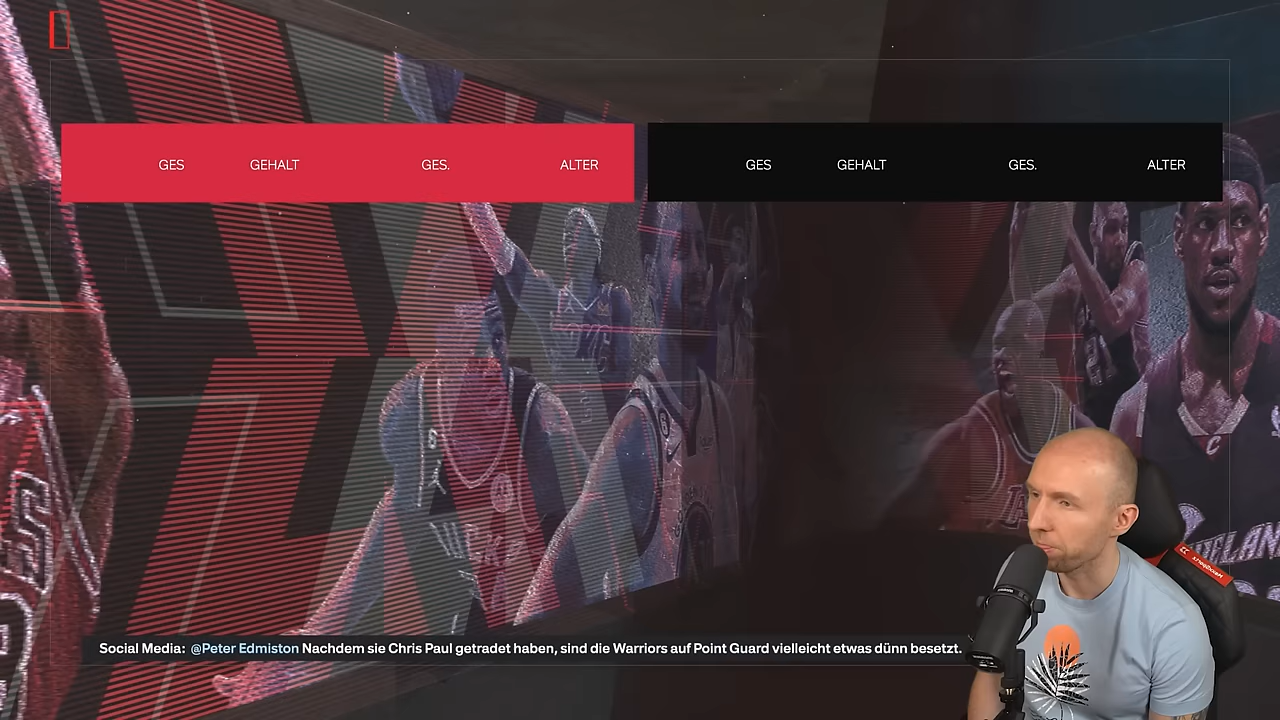 GES GEHALT GES. ALTER
GES GEHALT GES. ALTER
Social Media: @Peter Edmiston Nachdem sie Chris Paul getradet haben, sind die Warriors auf Point Guard vielleicht etwas dünn besetzt.